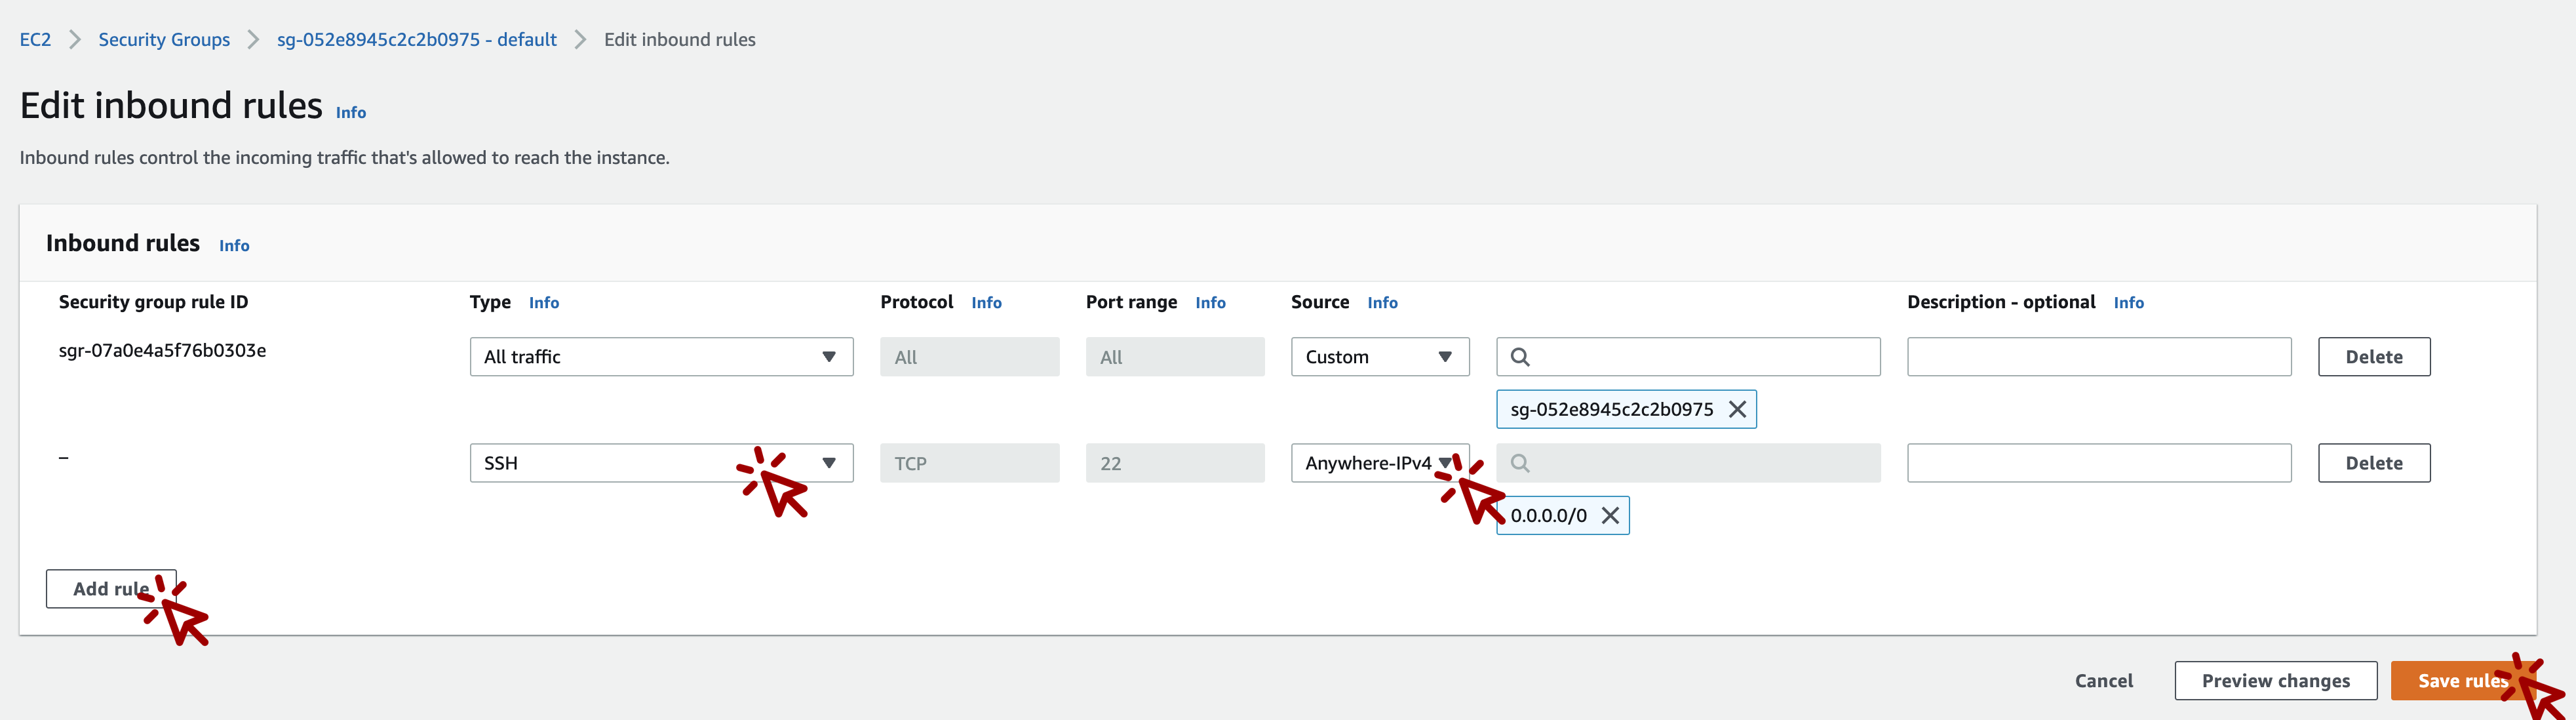 EC2 Security Groups sg-052e8945c2c2b0975 - default Edit inbound rules
Edit inbound rules Info
Inbound rules control the incoming traffic that's allowed to reach the instance.
Inbound rules Info
Security group rule ID Type Info Protocol Info Port range Info Source Info Description - optional Info
sgr-07a0e4a5f76b0303e All traffic All All Custom Delete
sg-052e8945c2c2b0975
– SSH TCP 22 Anywhere-IPv4 Delete
0.0.0.0/0
Add rule
Cancel Preview changes Save rules